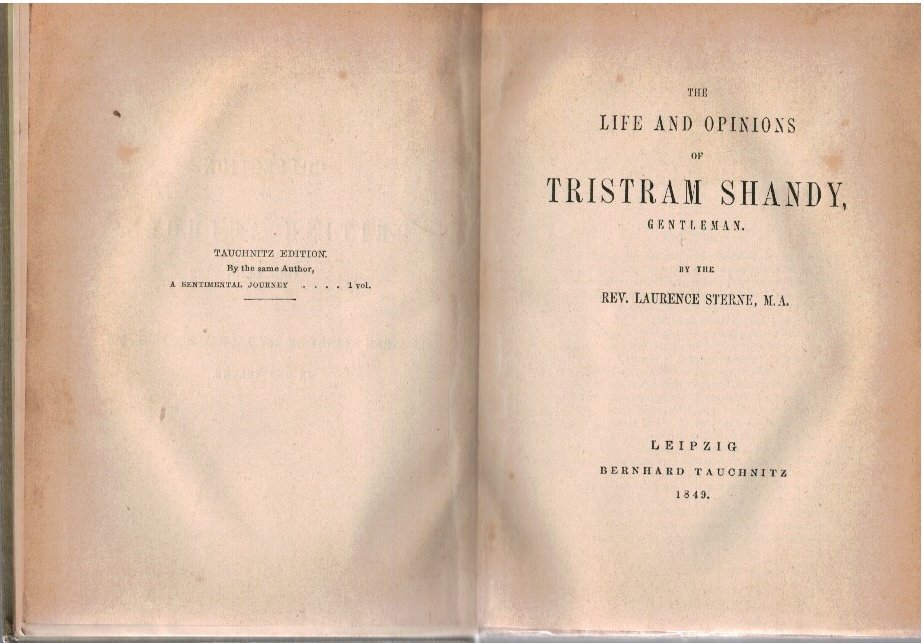 TAUCHNITZ EDITION.
By the same Author,
A SENTIMENTAL JOURNEY . . . . 1 vol.
THE
LIFE AND OPINIONS
OF
TRISTRAM SHANDY,
GENTLEMAN.
BY THE
REV. LAURENCE STERNE, M.A.
LEIPZIG
BERNHARD TAUCHNITZ
1849.